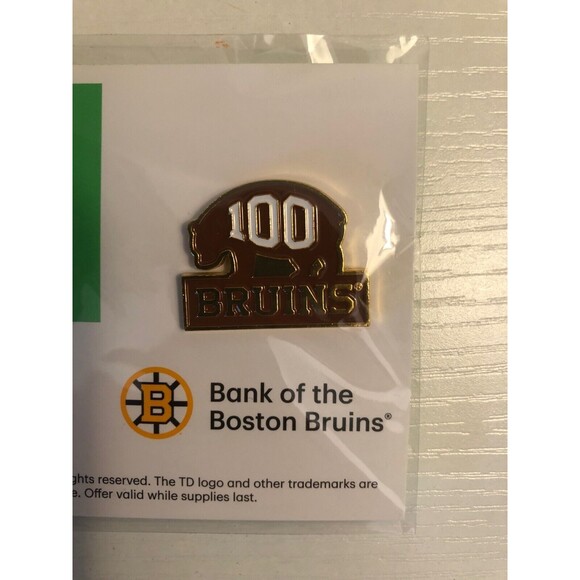 100
BRUINS®
B
Bank of the
Boston Bruins®
ghts reserved. The TD logo and other trademarks are
e. Offer valid while supplies last.